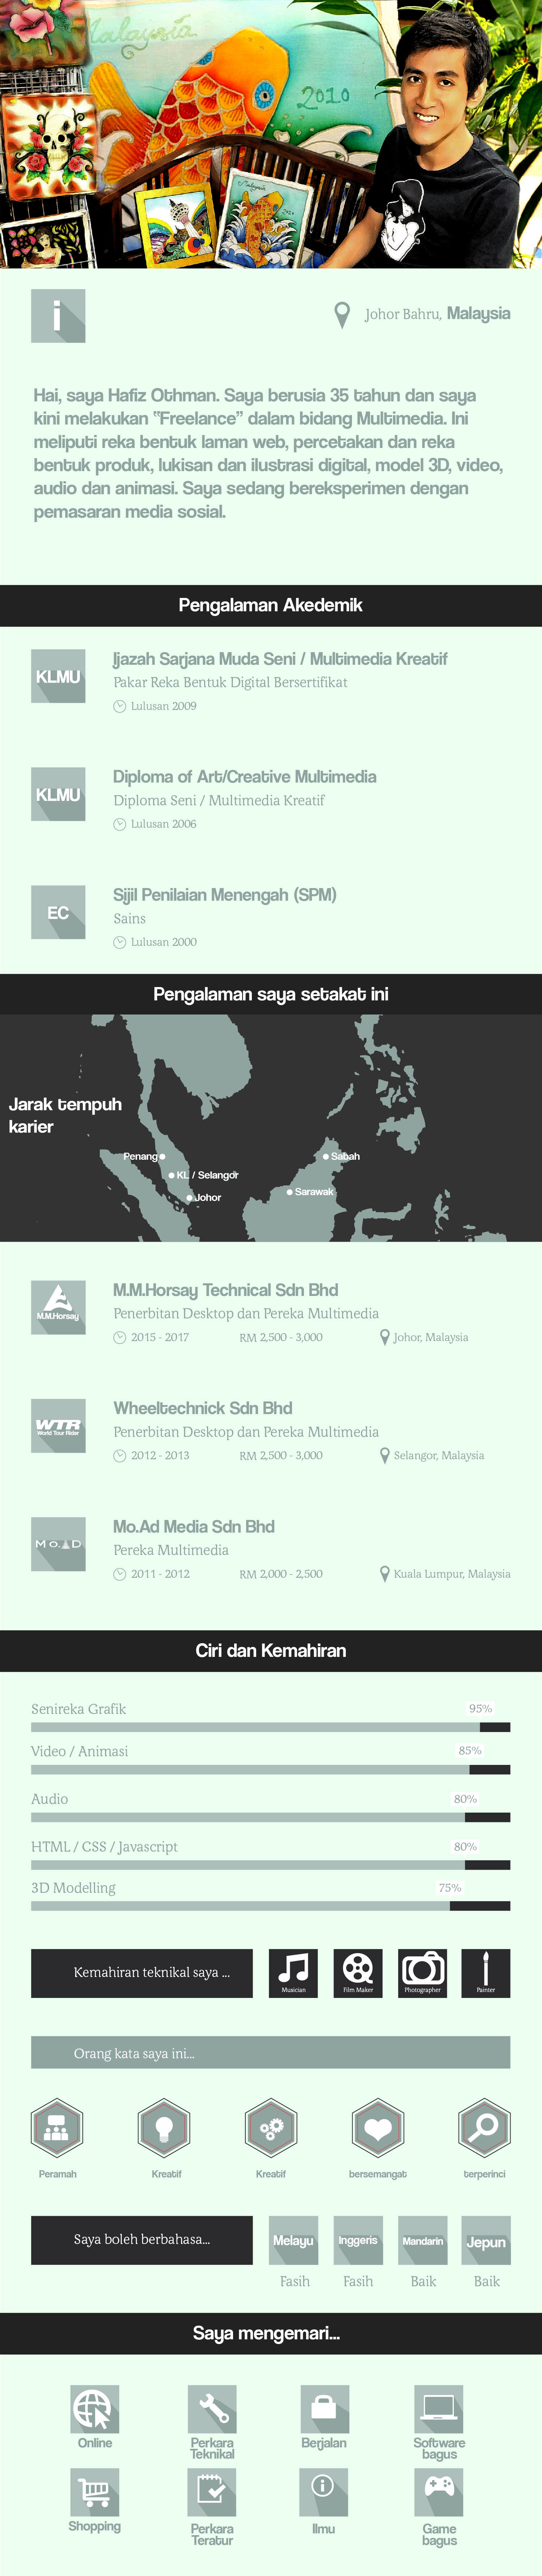 Malaysia
2010
i
Johor Bahru, Malaysia
Hai, saya Hafiz Othman. Saya berusia 35 tahun dan saya
kini melakukan "Freelance" dalam bidang Multimedia. Ini
meliputi reka bentuk laman web, percetakan dan reka
bentuk produk, lukisan dan ilustrasi digital, model 3D, video,
audio dan animasi. Saya sedang bereksperimen dengan
pemasaran media sosial.
Pengalaman Akedemik
KLMU
Ijazah Sarjana Muda Seni / Multimedia Kreatif
Pakar Reka Bentuk Digital Bersertifikat
Lulusan 2009
KLMU
Diploma of Art/Creative Multimedia
Diploma Seni / Multimedia Kreatif
Lulusan 2006
EC
Sijil Penilaian Menengah (SPM)
Sains
Lulusan 2000
Pengalaman saya setakat ini
Jarak tempuh
karier
Penang
KL / Selangor
Johor
Sabah
Sarawak
M.M.Horsay
M.M.Horsay Technical Sdn Bhd
Penerbitan Desktop dan Pereka Multimedia
2015 - 2017 RM 2,500 - 3,000 Johor, Malaysia
WTR
World Tour Rider
Wheeltechnick Sdn Bhd
Penerbitan Desktop dan Pereka Multimedia
2012 - 2013 RM 2,500 - 3,000 Selangor, Malaysia
MO.AD
Mo.Ad Media Sdn Bhd
Pereka Multimedia
2011 - 2012 RM 2,000 - 2,500 Kuala Lumpur, Malaysia
Ciri dan Kemahiran
Senireka Grafik 95%
Video / Animasi 85%
Audio 80%
HTML / CSS / Javascript 80%
3D Modelling 75%
Kemahiran teknikal saya ...
Musician Film Maker Photographer Painter
Orang kata saya ini...
Peramah Kreatif Kreatif bersemangat terperinci
Saya boleh berbahasa...
Melayu Inggeris Mandarin Jepun
Fasih Fasih Baik Baik
Saya mengemari...
Online Perkara Teknikal Berjalan Software bagus
Shopping Perkara Teratur Ilmu Game bagus